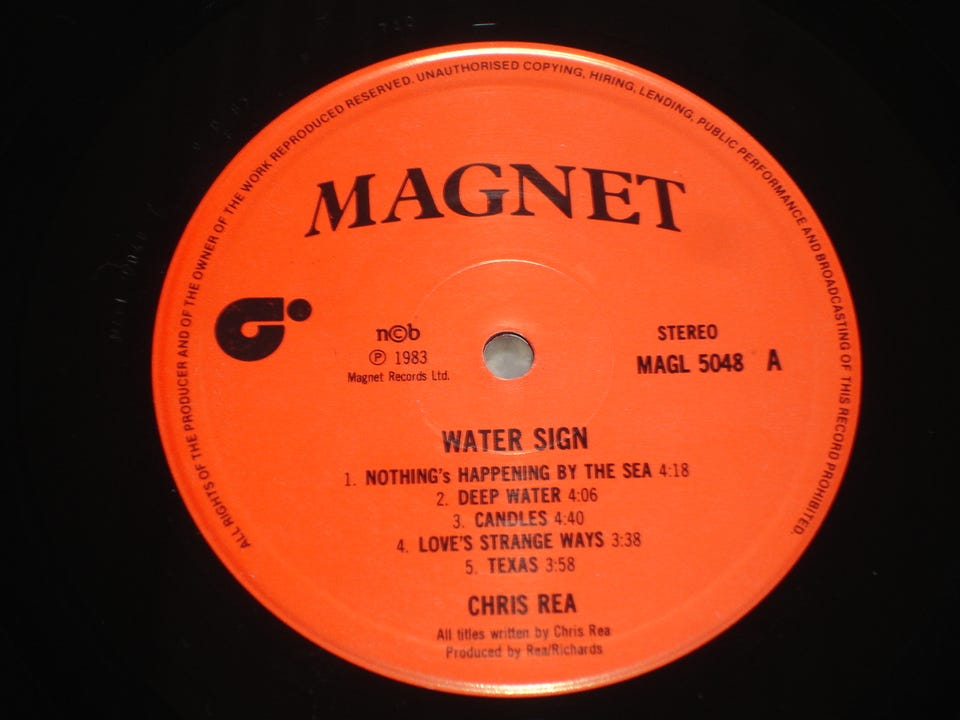 ALL RIGHTS OF THE PRODUCER AND OF THE OWNER OF THE WORK REPRODUCED RESERVED. UNAUTHORISED COPYING, HIRING, LENDING, PUBLIC PERFORMANCE AND BROADCASTING OF THIS RECORD PROHIBITED.
MAGNET
n©b
℗ 1983
Magnet Records Ltd.
STEREO
MAGL 5048 A
WATER SIGN
1. NOTHING's HAPPENING BY THE SEA 4:18
2. DEEP WATER 4:06
3. CANDLES 4:40
4. LOVE'S STRANGE WAYS 3:38
5. TEXAS 3:58
CHRIS REA
All titles written by Chris Rea
Produced by Rea/Richards